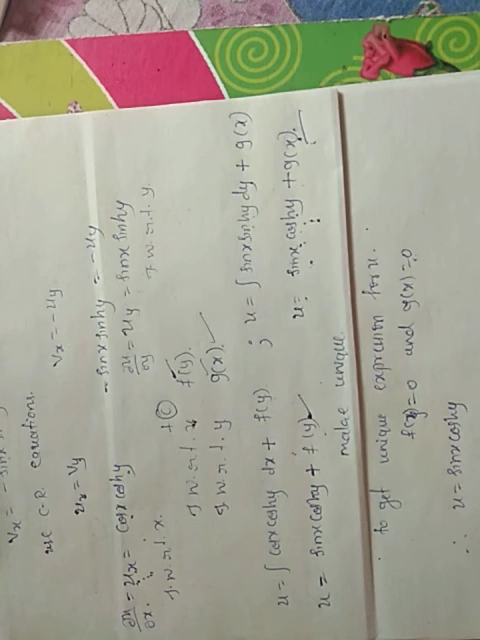 Vx = - sinx
use C-R equations.
ux = Vy    Vx = -uy
∂u/∂x = ux = cosx coshy    - sinx sinhy = -uy
∂u/∂y = uy = sinx sinhy
I w.r.t. x.    + (c)    I w.r.t. y.
I w.r.t. x    f(y).
I w.r.t. y    g(x).
u = ∫ cosx coshy dx + f(y)    ; u = ∫ sinx sinhy dy + g(x)
u = sinx coshy + f(y)    u = sinx coshy + g(x).
make unique.
to get unique expression for u.
f(y)=0 and g(x)=0
∴ u = sinx coshy